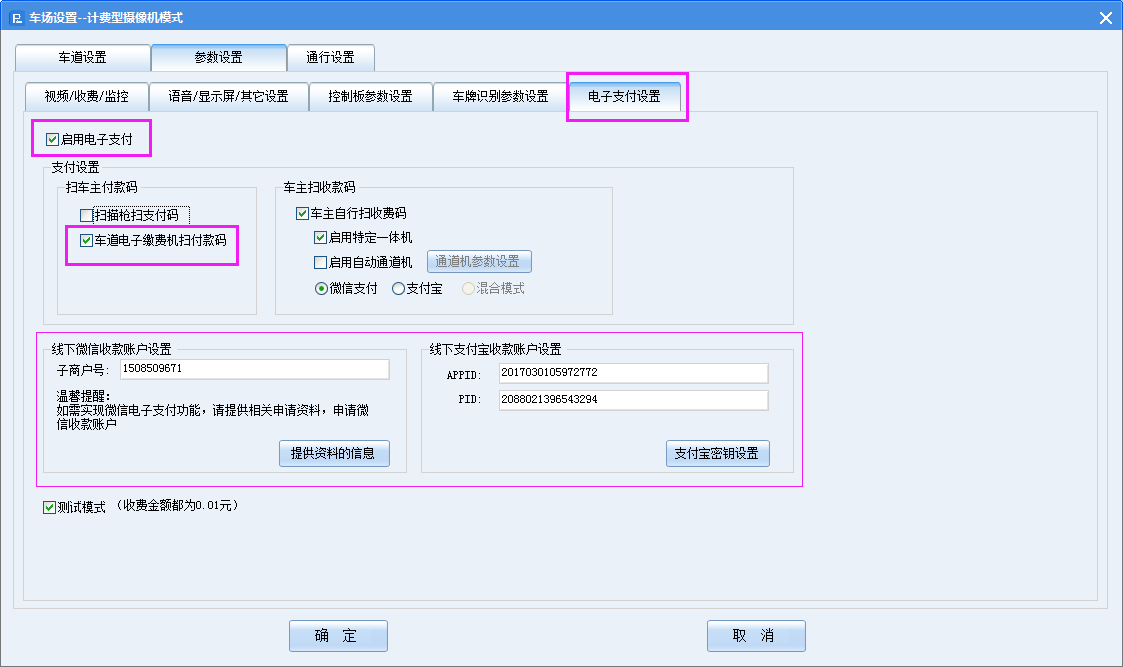 车场设置--计费型摄像机模式
车道设置 参数设置 通行设置
视频/收费/监控 语音/显示屏/其它设置 控制板参数设置 车牌识别参数设置 电子支付设置
启用电子支付
支付设置
扫车主付款码
扫描枪扫支付码
车道电子缴费机扫付款码
车主扫收款码
车主自行扫收费码
启用特定一体机
启用自动通道机 通道机参数设置
微信支付 支付宝 混合模式
线下微信收款账户设置
子商户号: 1508509671
温馨提醒:
如需实现微信电子支付功能，请提供相关申请资料，申请微
信收款账户
提供资料的信息
线下支付宝收款账户设置
APPID: 2017030105972772
PID: 2088021396543294
支付宝密钥设置
测试模式 （收费金额都为0.01元）
确 定 取 消